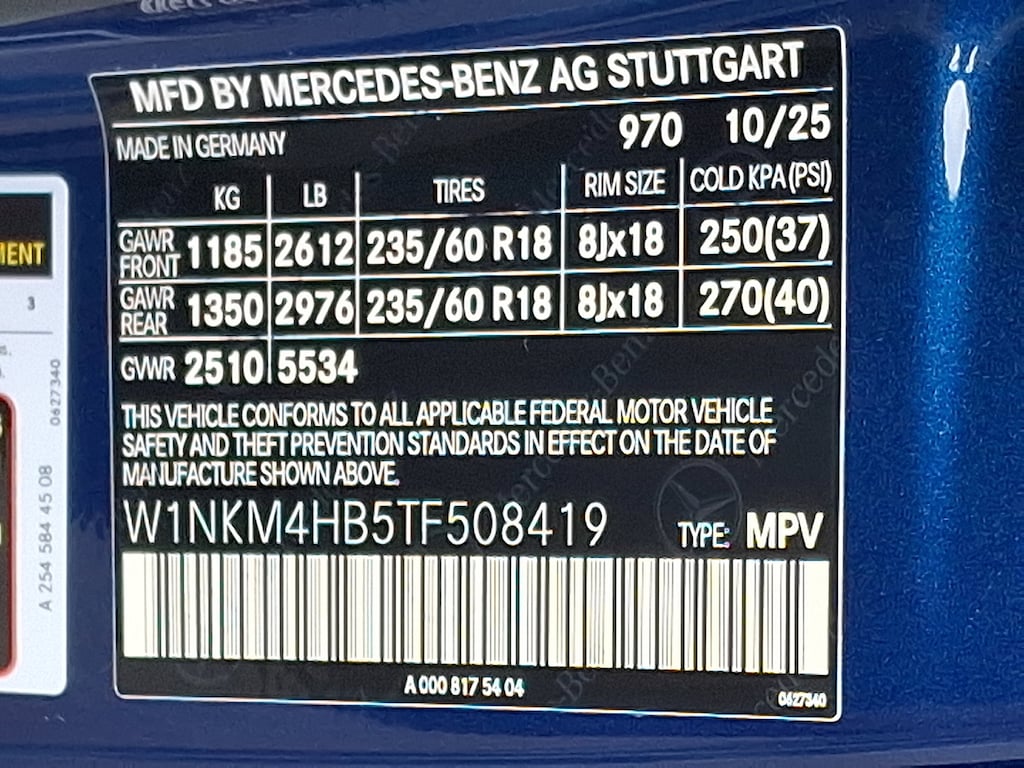 MFD BY MERCEDES-BENZ AG STUTTGART
MADE IN GERMANY 970 10/25
KG LB TIRES RIM SIZE COLD KPA (PSI)
GAWR FRONT 1185 2612 235/60 R18 8Jx18 250(37)
GAWR REAR 1350 2976 235/60 R18 8Jx18 270(40)
GVWR 2510 5534
THIS VEHICLE CONFORMS TO ALL APPLICABLE FEDERAL MOTOR VEHICLE
SAFETY AND THEFT PREVENTION STANDARDS IN EFFECT ON THE DATE OF
MANUFACTURE SHOWN ABOVE.
W1NKM4HB5TF508419 TYPE: MPV
A 000 817 54 04
0627340
MENT
3
0627340
A 254 584 45 08